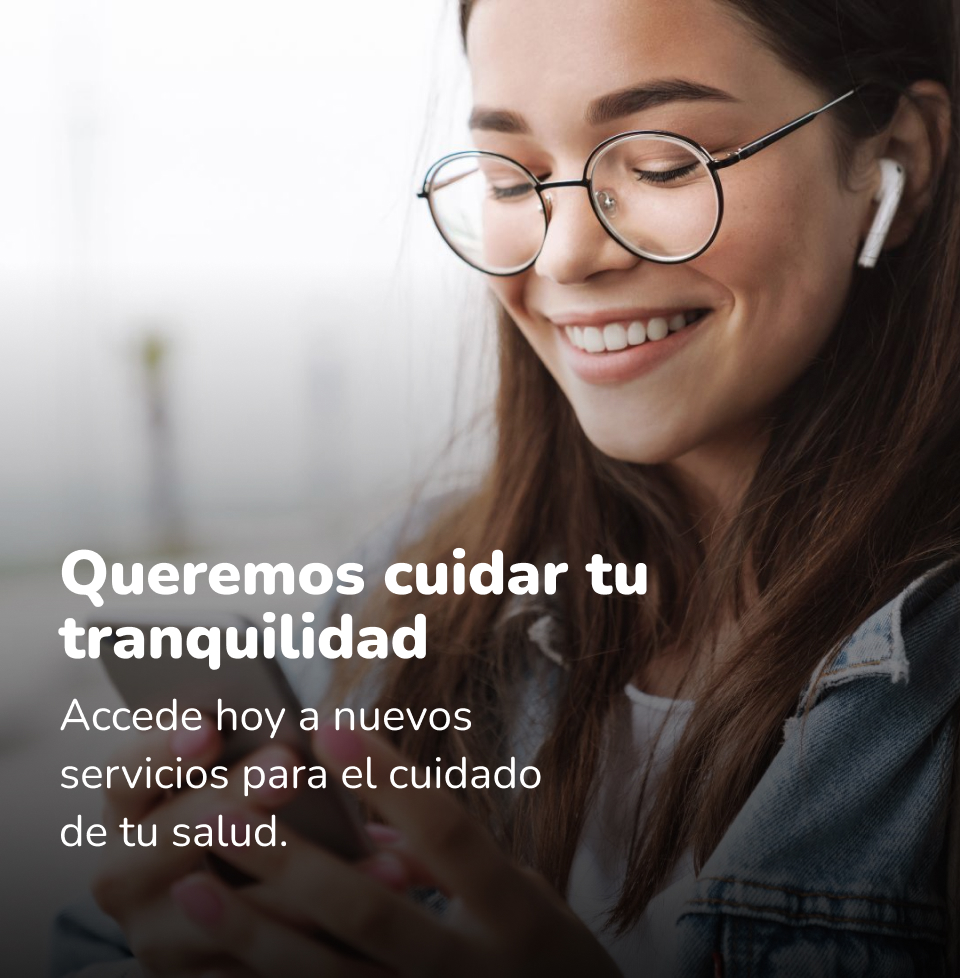 Queremos cuidar tu
tranquilidad
Accede hoy a nuevos
servicios para el cuidado
de tu salud.